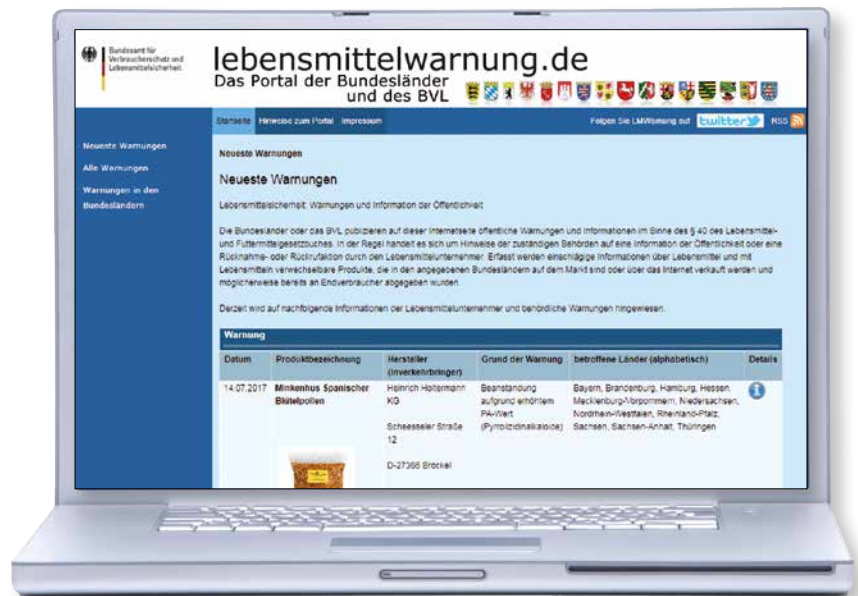 Bundesamt für
Verbraucherschutz und
Lebensmittelsicherheit
lebensmittelwarnung.de
Das Portal der Bundesländer
und des BVL
Startseite Hinweise zum Portal Impressum
Folgen Sie LMWarnung auf twitter RSS
Neueste Warnungen
Alle Warnungen
Warnungen in den
Bundesländern
Neueste Warnungen
Neueste Warnungen
Lebensmittelsicherheit: Warnungen und Information der Öffentlichkeit
Die Bundesländer oder das BVL publizieren auf dieser Internetseite öffentliche Warnungen und Informationen im Sinne des § 40 des Lebensmittel-
und Futtermittelgesetzbuches. In der Regel handelt es sich um Hinweise der zuständigen Behörden auf eine Information der Öffentlichkeit oder eine
Rücknahme- oder Rückrufaktion durch den Lebensmittelunternehmer. Erfasst werden einschlägige Informationen über Lebensmittel und mit
Lebensmitteln verwechselbare Produkte, die in den angegebenen Bundesländern auf dem Markt sind oder über das Internet verkauft werden und
möglicherweise bereits an Endverbraucher abgegeben wurden.
Derzeit wird auf nachfolgende Informationen der Lebensmittelunternehmer und behördliche Warnungen hingewiesen.
Warnung
Datum Produktbezeichnung Hersteller (Inverkehrbringer) Grund der Warnung betroffene Länder (alphabetisch) Details
14.07.2017 Minkenhus Spanischer
Blütelpollen
Heinrich Holtermann
KG
Scheesseler Straße
12
D-27386 Brockel
Beanstandung
aufgrund erhöhtem
PA-Wert
(Pyrrolizidinalkaloide)
Bayern, Brandenburg, Hamburg, Hessen,
Mecklenburg-Vorpommern, Niedersachsen,
Nordrhein-Westfalen, Rheinland-Pfalz,
Sachsen, Sachsen-Anhalt, Thüringen